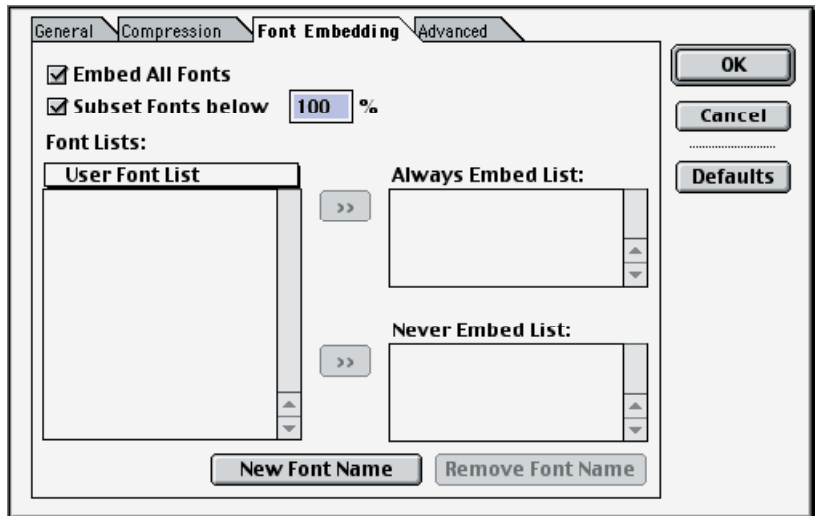 General Compression Font Embedding Advanced
Embed All Fonts
Subset Fonts below 100 %
Font Lists:
User Font List
>>
Always Embed List:
>>
Never Embed List:
New Font Name Remove Font Name
OK
Cancel
Defaults